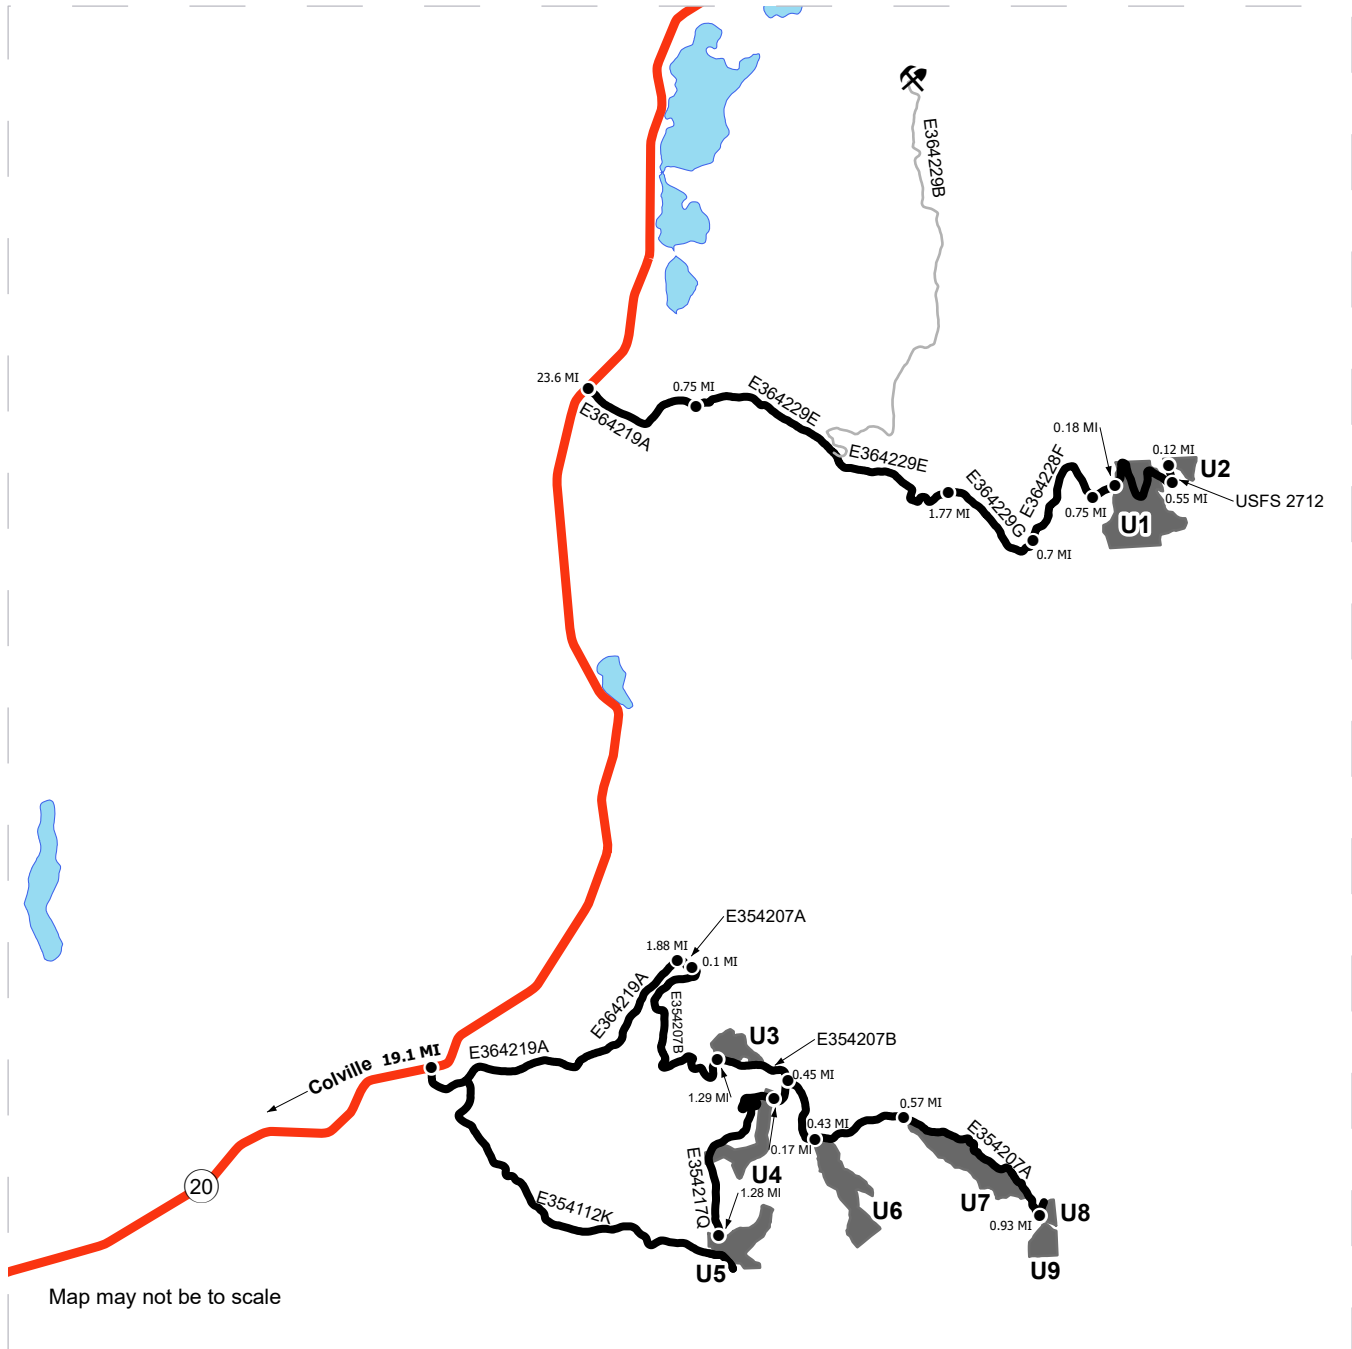 E364229B
23.6 MI
0.75 MI
E364219A
E364229E
E364229E
0.18 MI
0.12 MI
U2
E364228F
E364229G
1.77 MI
0.75 MI
0.55 MI
USFS 2712
U1
0.7 MI
E354207A
1.88 MI
0.1 MI
E364219A
E354207B
U3
E354207B
E364219A
Colville 19.1 MI
0.45 MI
1.29 MI
0.57 MI
0.43 MI
0.17 MI
E354207A
U4
E354217Q
1.28 MI
20
E354112K
U6
U7
U8
0.93 MI
U5
U9
Map may not be to scale